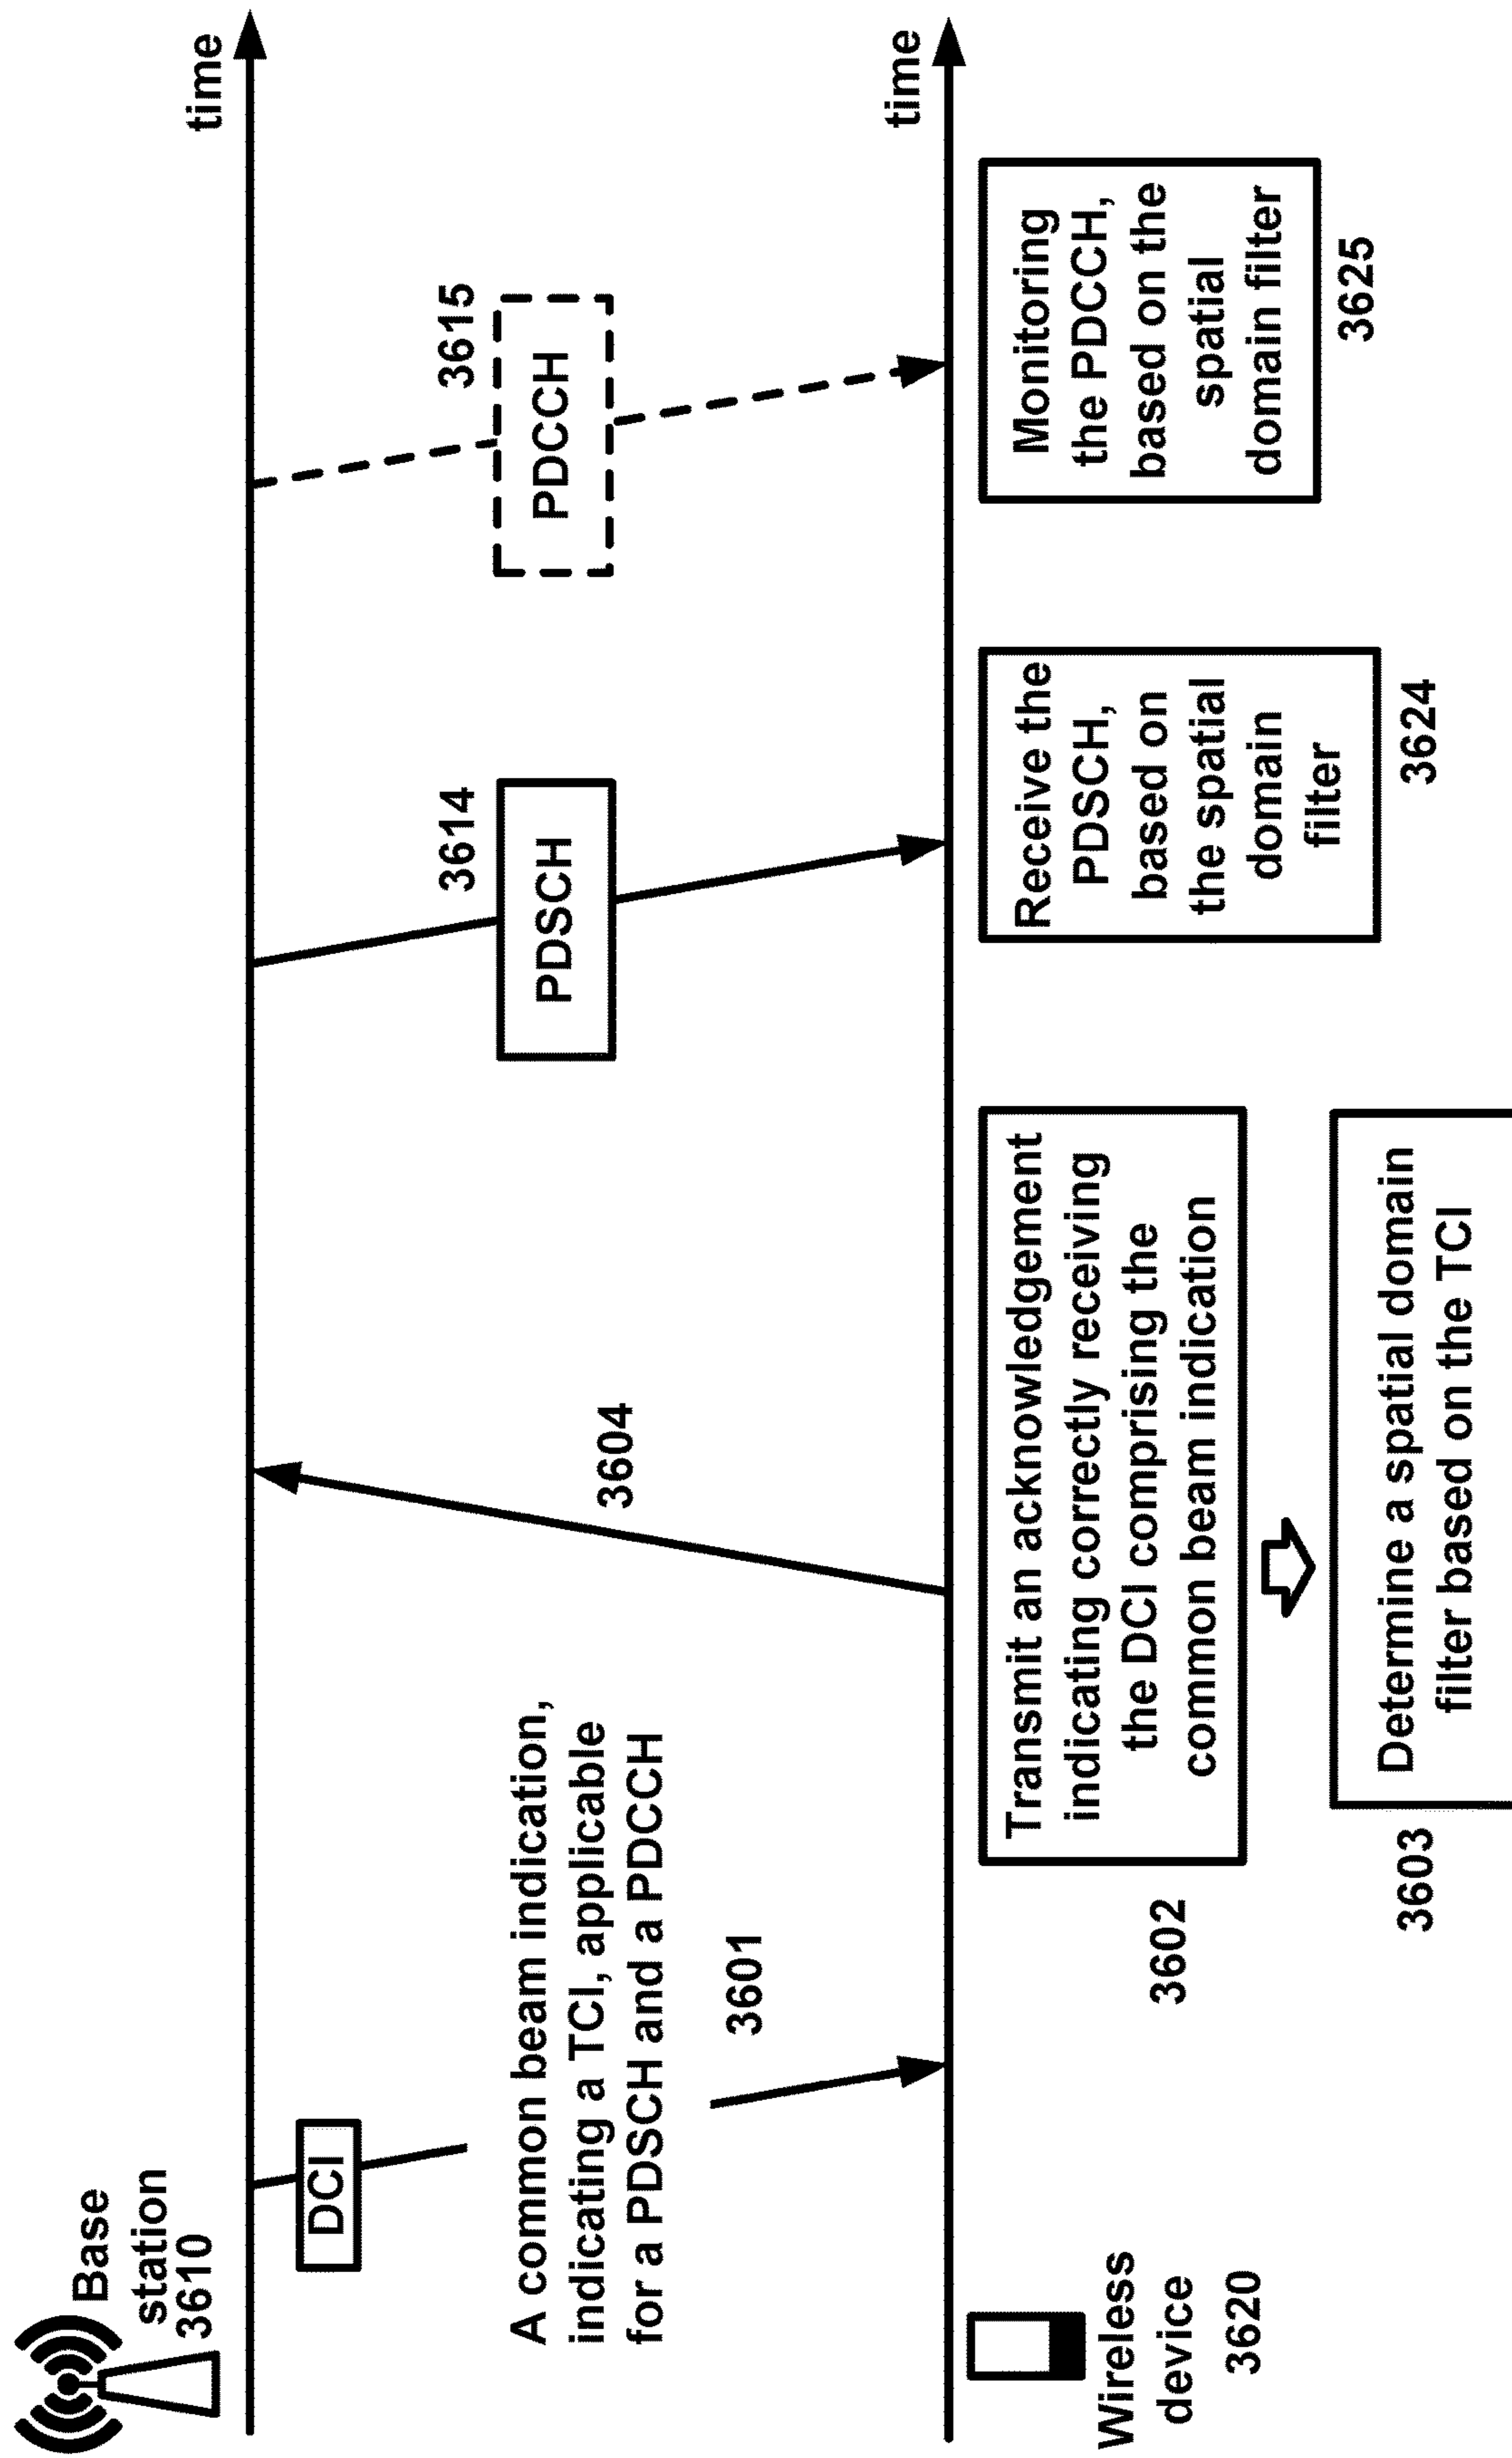 Base
station
3610
time
DCI
A common beam indication,
indicating a TCI, applicable
for a PDSCH and a PDCCH
3601
3604
3614
PDSCH
3615
PDCCH
time
Wireless
device
3620
Transmit an acknowledgement
indicating correctly receiving
the DCI comprising the
common beam indication
3602
Determine a spatial domain
filter based on the TCI
3603
Receive the
PDSCH,
based on
the spatial
domain
filter
3624
Monitoring
the PDCCH,
based on the
spatial
domain filter
3625